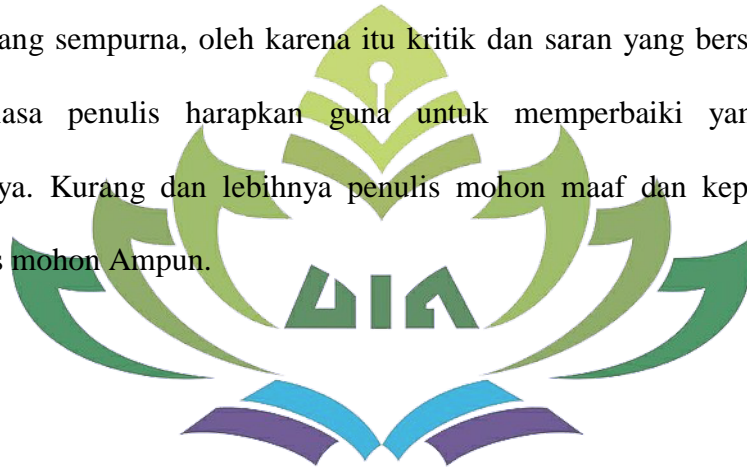 ang sempurna, oleh karena itu kritik dan saran yang bers
asa penulis harapkan guna untuk memperbaiki yan
ya. Kurang dan lebihnya penulis mohon maaf dan kep
s mohon Ampun.
UIN